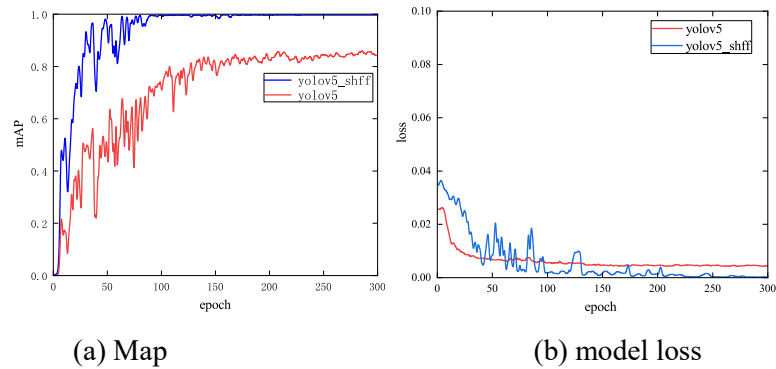 1.0
0.8
0.6
0.4
0.2
0.0
mAP
yolov5_shff
yolov5
0 50 100 150 200 250 300
epoch
(a) Map
0.10
0.08
0.06
0.04
0.02
0.00
loss
yolov5
yolov5_shff
0 50 100 150 200 250 300
epoch
(b) model loss